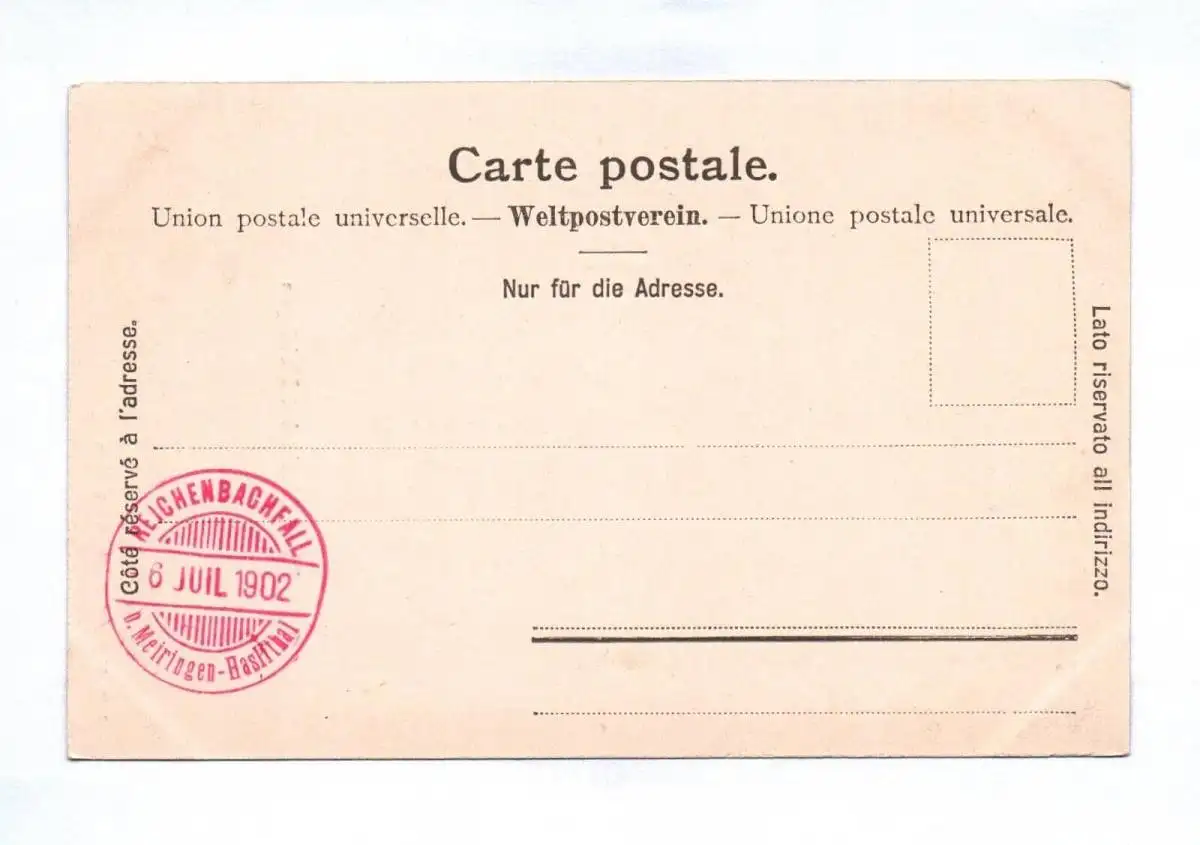 Carte postale.
Union postale universelle. — Weltpostverein. — Unione postale universale.
Nur für die Adresse.
Côté réservé à l'adresse.
Lato riservato all indirizzo.
REICHENBACHFALL
6 JUIL 1902
b. Meiringen-Haslithal